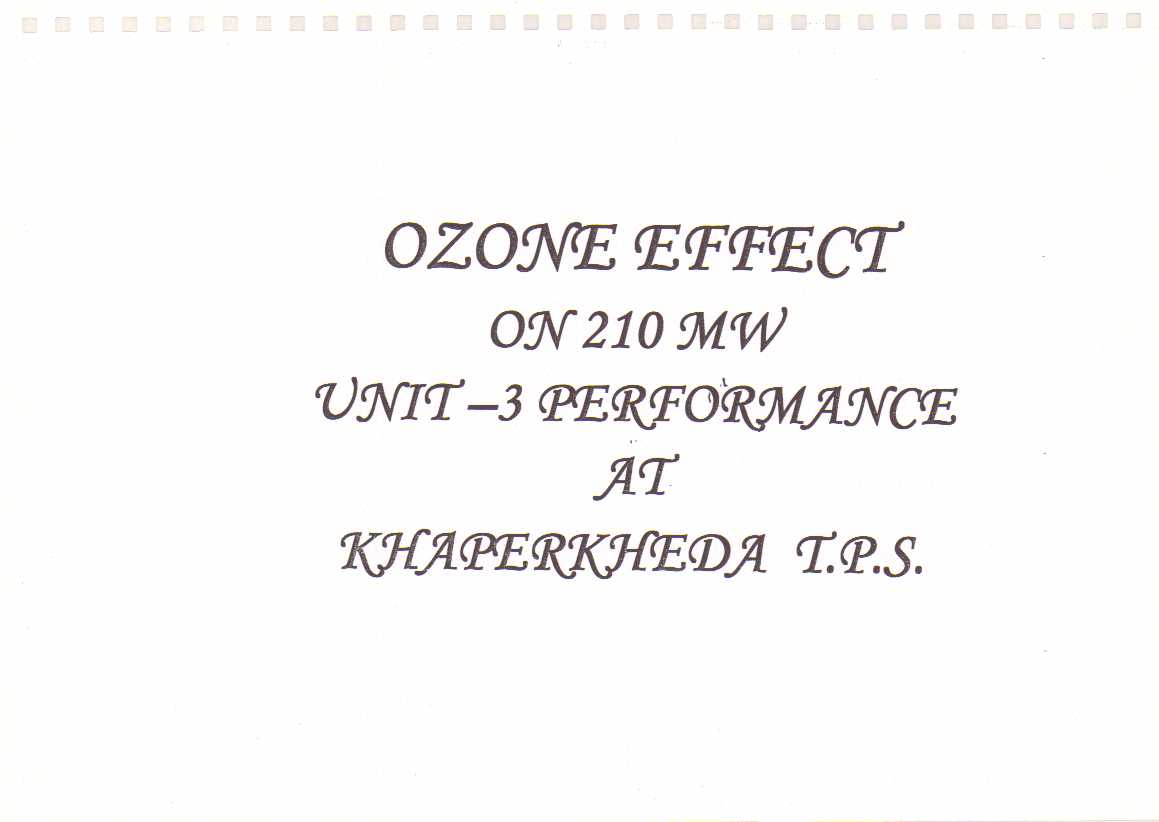 OZONE EFFECT
ON 210 MW
UNIT –3 PERFORMANCE
AT
KHAPERKHEDA T.P.S.